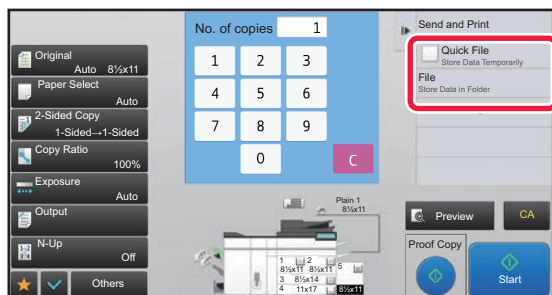 No. of copies 1
Send and Print
Quick File
Store Data Temporarily
File
Store Data in Folder
Original
Auto 8½x11
Paper Select
Auto
2-Sided Copy
1-Sided→1-Sided
Copy Ratio
100%
Exposure
Auto
Output
N-Up
Off
Others
1 2 3
4 5 6
7 8 9
0 C
Plain 1
8½x11
1 2
8½x11 8½x11 5
3 8½x14
4 11x17 8½x11
Preview CA
Proof Copy
Start